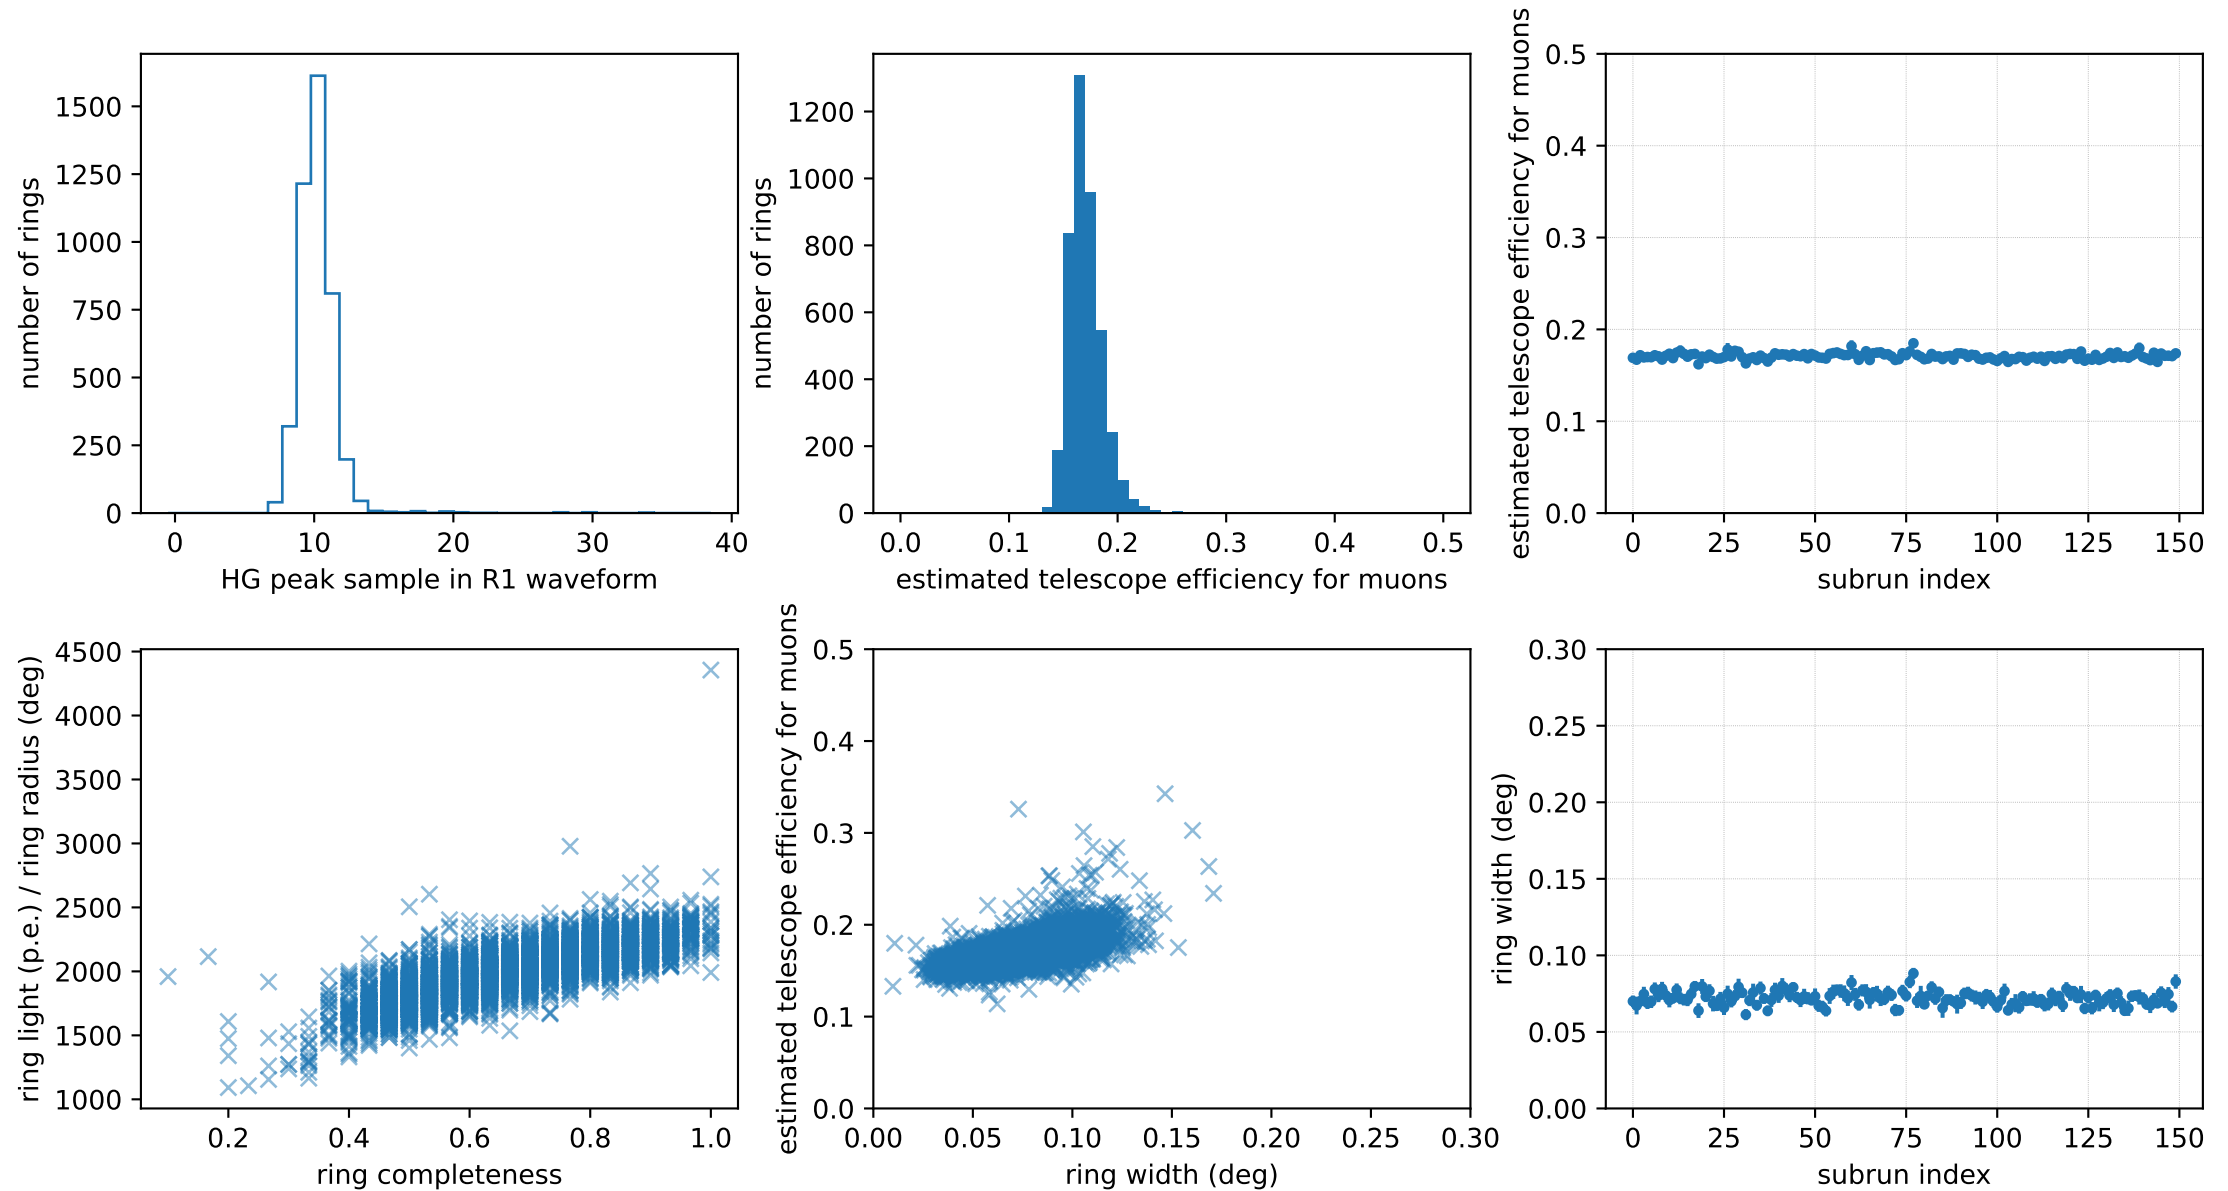 1500
1250
1000
750
500
250
0
number of rings
0 10 20 30 40
HG peak sample in R1 waveform
1200
1000
800
600
400
200
0
number of rings
0.0 0.1 0.2 0.3 0.4 0.5
estimated telescope efficiency for muons
0.5
0.4
0.3
0.2
0.1
0.0
estimated telescope efficiency for muons
0 25 50 75 100 125 150
subrun index
4500
4000
3500
3000
2500
2000
1500
1000
ring light (p.e.) / ring radius (deg)
0.2 0.4 0.6 0.8 1.0
ring completeness
0.5
0.4
0.3
0.2
0.1
0.0
estimated telescope efficiency for muons
0.00 0.05 0.10 0.15 0.20 0.25 0.30
ring width (deg)
0.30
0.25
0.20
0.15
0.10
0.05
0.00
ring width (deg)
0 25 50 75 100 125 150
subrun index